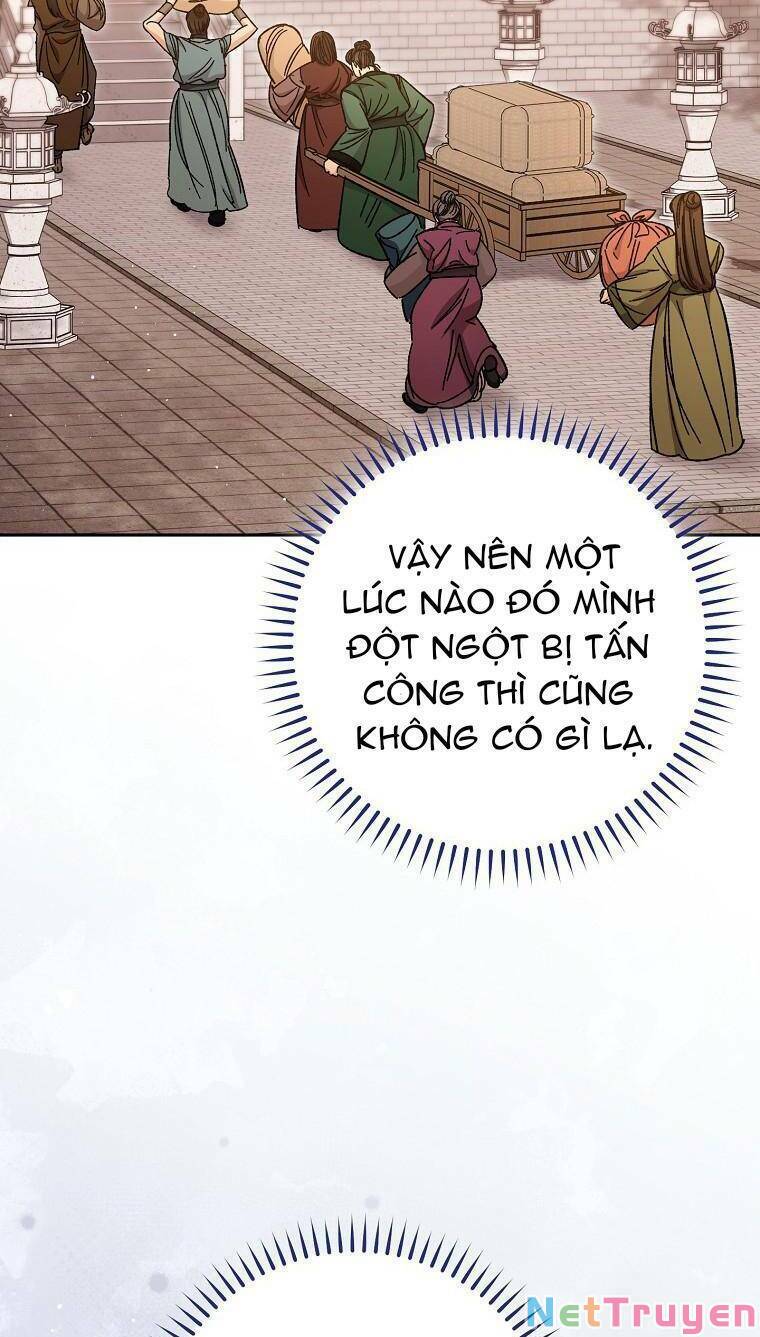 VẬY NÊN MỘT
LÚC NÀO ĐÓ MÌNH
ĐỘT NGỘT BỊ TẤN
CÔNG THÌ CŨNG
KHÔNG CÓ GÌ LẠ.
NetTruyen